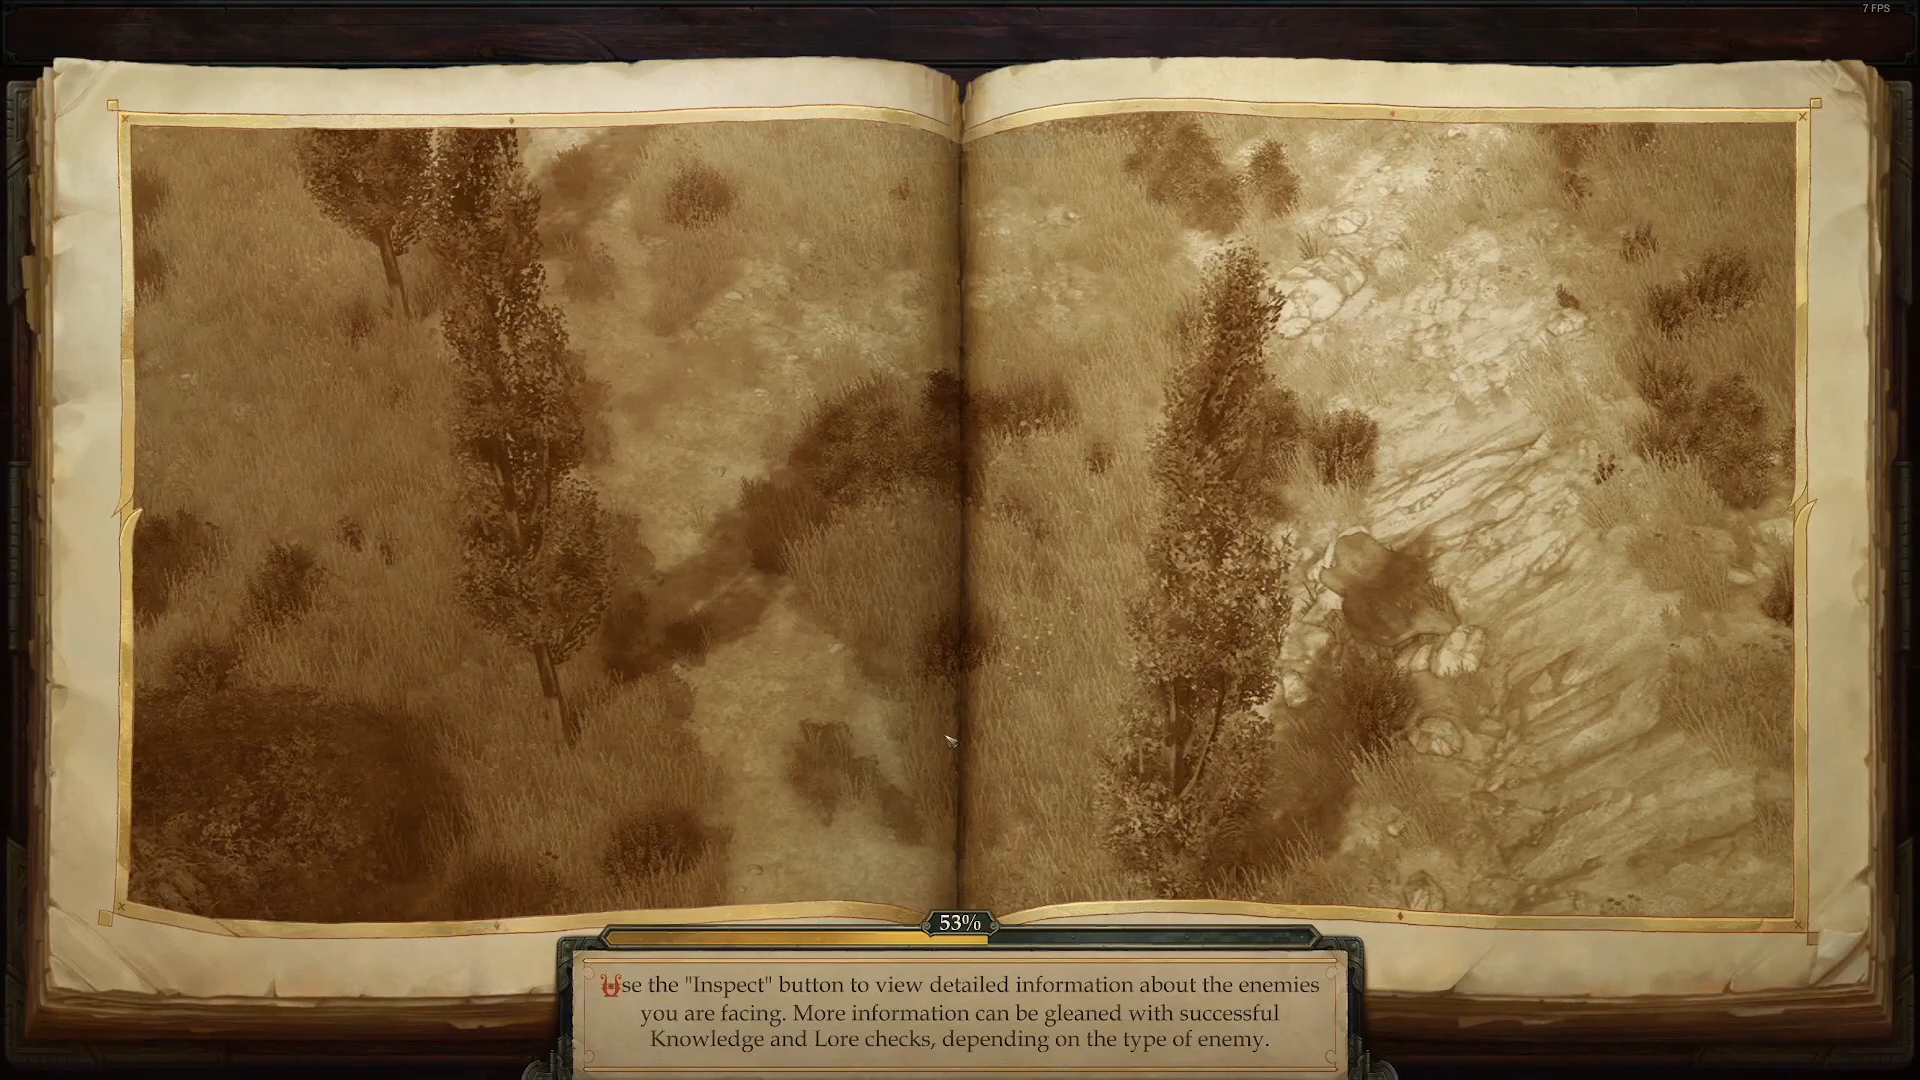 7 FPS
53%
Use the "Inspect" button to view detailed information about the enemies
you are facing. More information can be gleaned with successful
Knowledge and Lore checks, depending on the type of enemy.